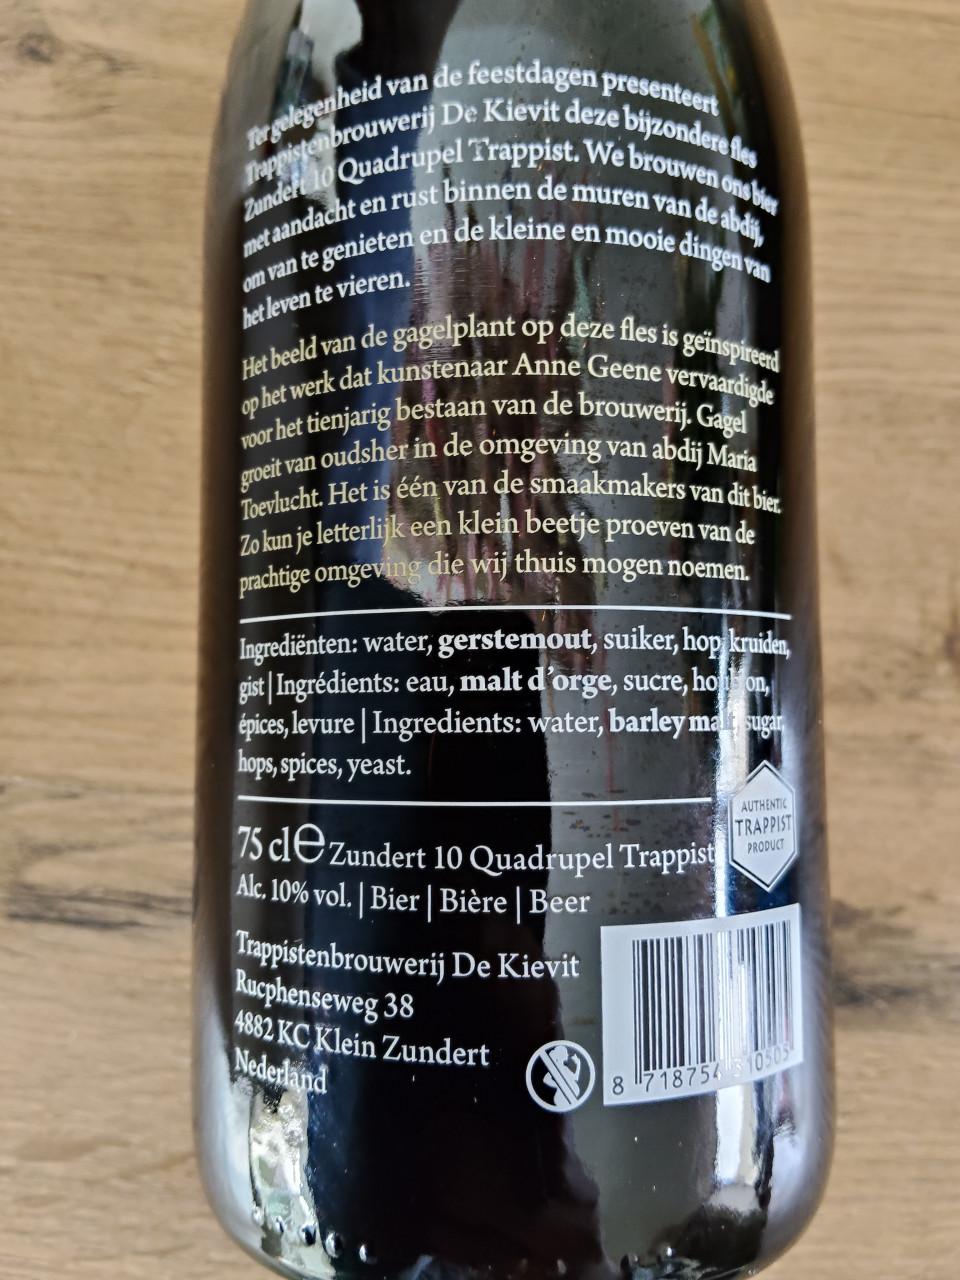 Ter gelegenheid van de feestdagen presenteert
Trappistenbrouwerij De Kievit deze bijzondere fles
Zundert 10 Quadrupel Trappist. We brouwen ons bier
met aandacht en rust binnen de muren van de abdij,
om van te genieten en de kleine en mooie dingen van
het leven te vieren.
Het beeld van de gagelplant op deze fles is geïnspireerd
op het werk dat kunstenaar Anne Geene vervaardigde
voor het tienjarig bestaan van de brouwerij. Gagel
groeit van oudsher in de omgeving van abdij Maria
Toevlucht. Het is één van de smaakmakers van dit bier.
Zo kun je letterlijk een klein beetje proeven van de
prachtige omgeving die wij thuis mogen noemen.
Ingrediënten: water, gerstemout, suiker, hop, kruiden,
gist | Ingrédients: eau, malt d'orge, sucre, houblon,
épices, levure | Ingredients: water, barley malt, sugar,
hops, spices, yeast.
AUTHENTIC
TRAPPIST
PRODUCT
75 cl ℮ Zundert 10 Quadrupel Trappist
Alc. 10% vol. | Bier | Bière | Beer
Trappistenbrouwerij De Kievit
Rucphenseweg 38
4882 KC Klein Zundert
Nederland
8 718754 310505